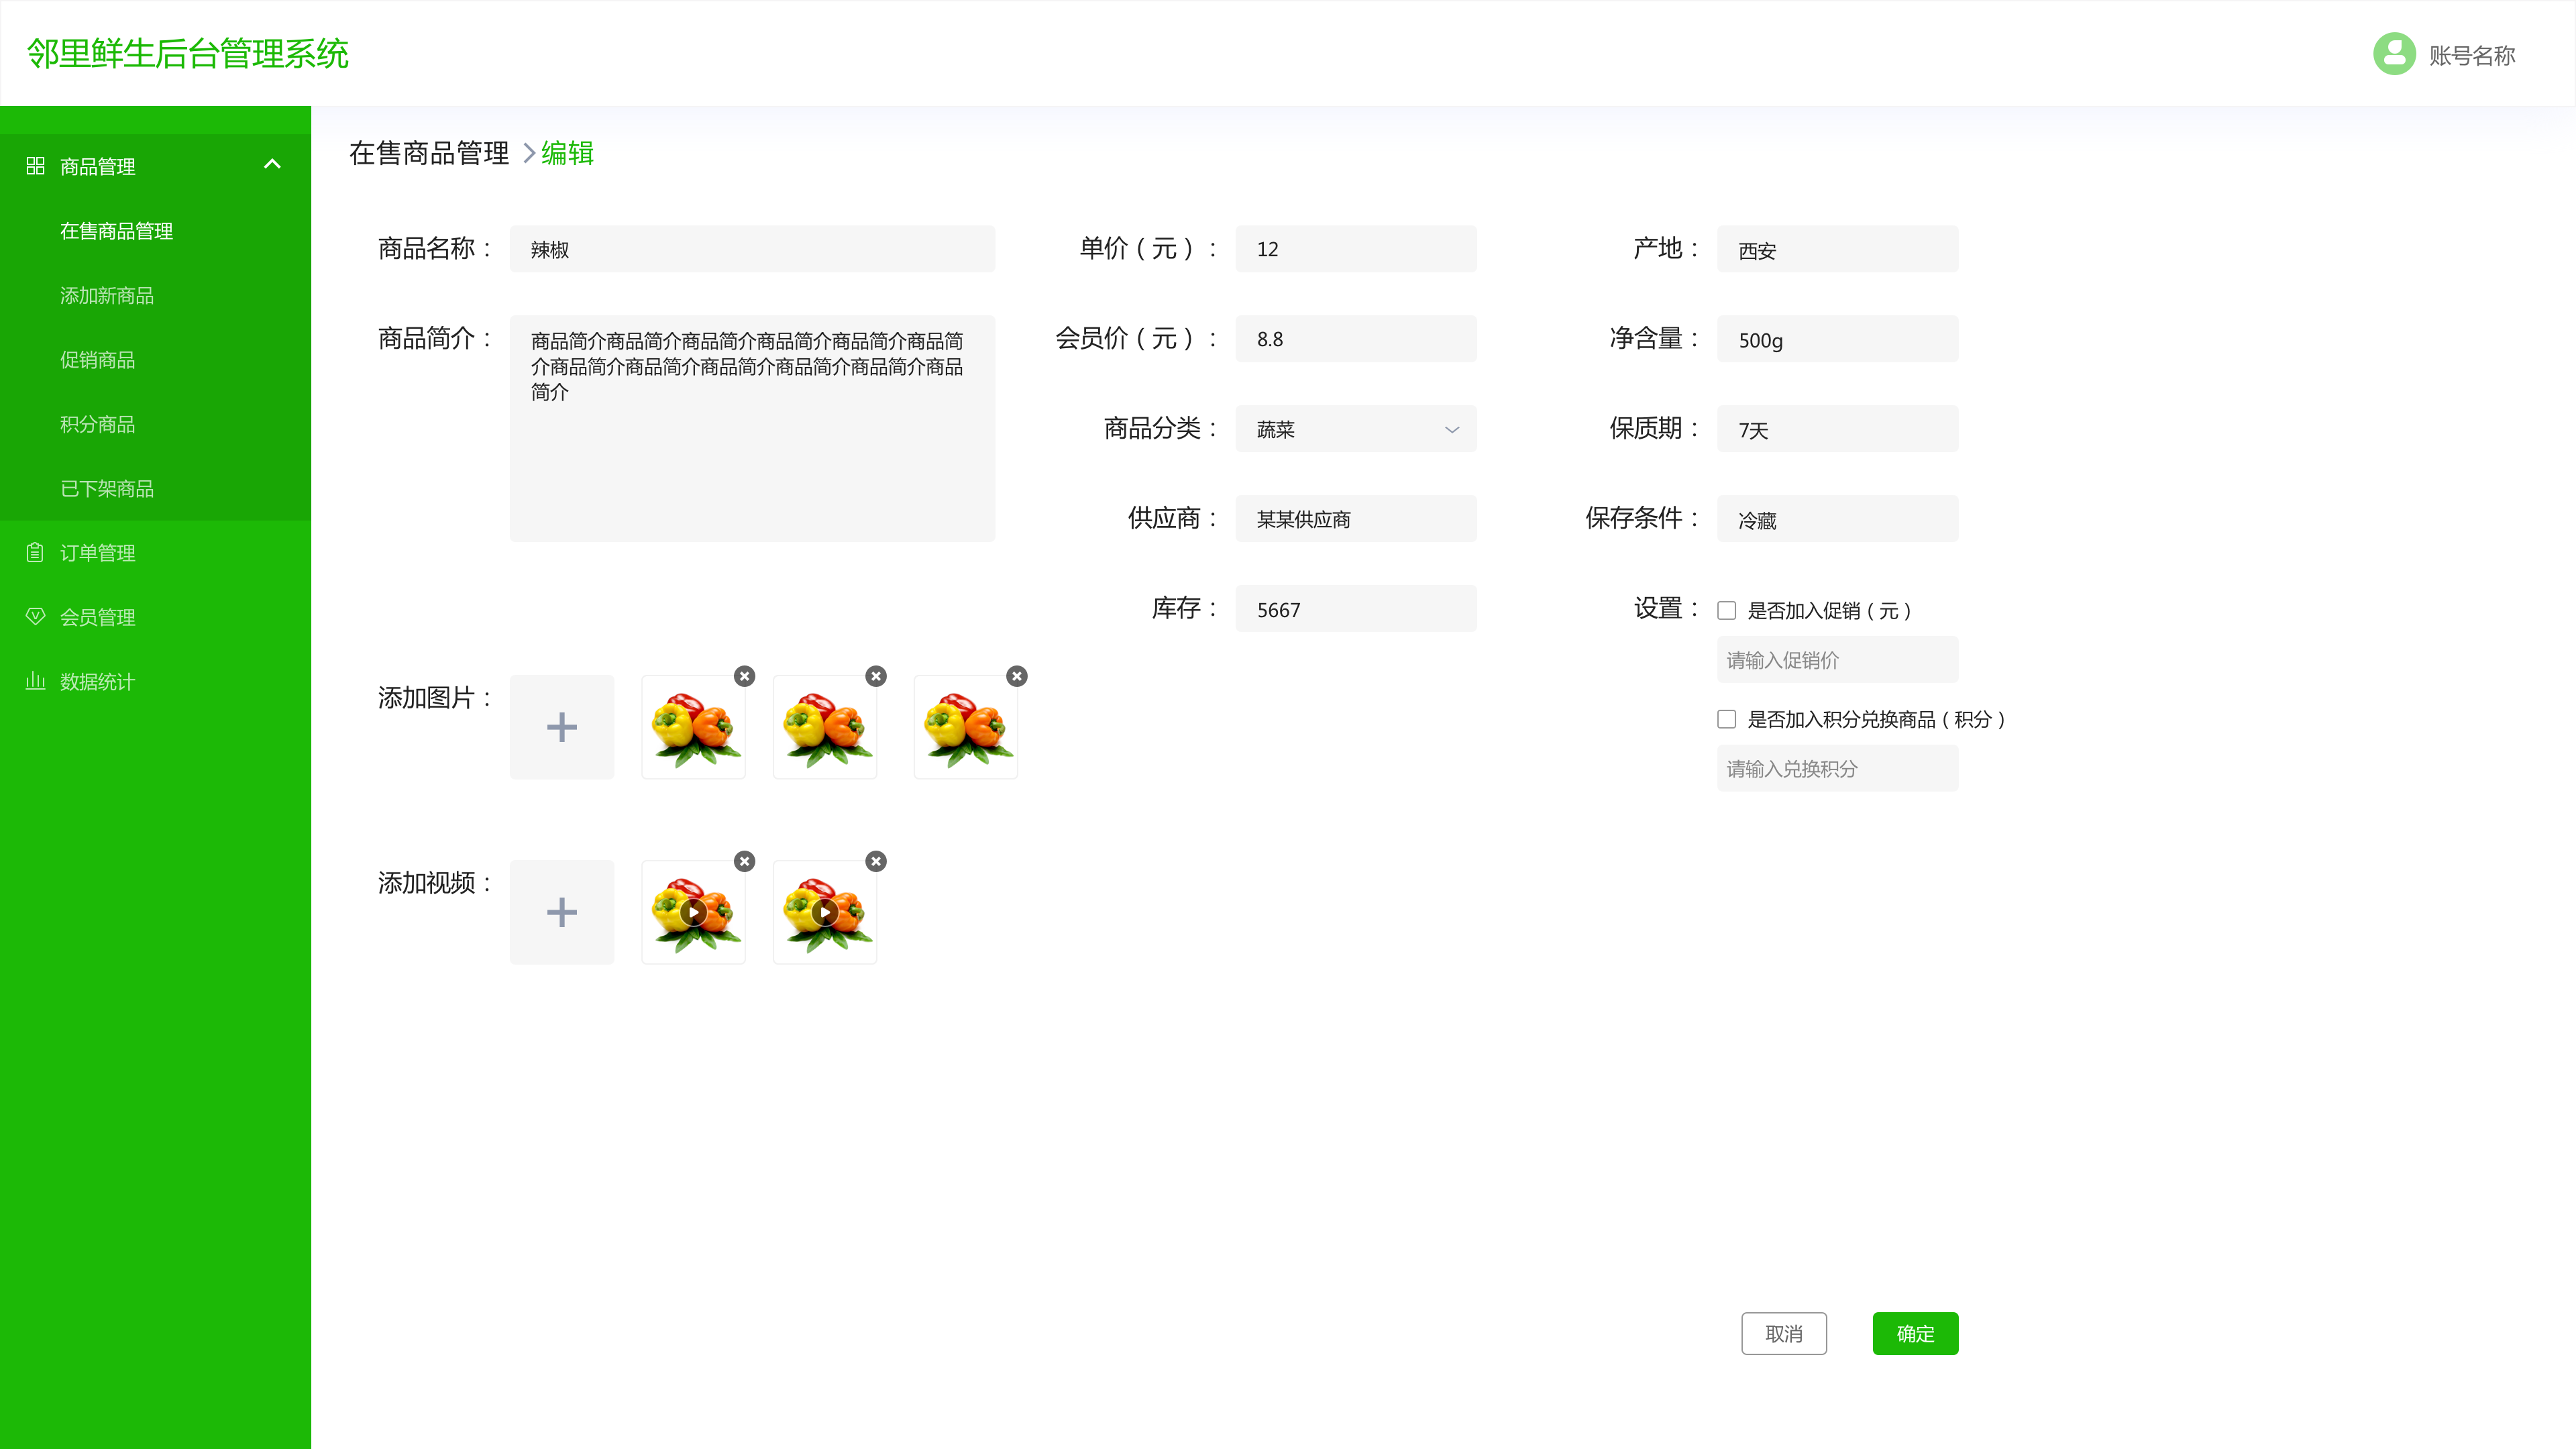 邻里鲜生后台管理系统
账号名称
商品管理
在售商品管理
添加新商品
促销商品
积分商品
已下架商品
订单管理
会员管理
数据统计
在售商品管理 编辑
商品名称： 辣椒
商品简介： 商品简介商品简介商品简介商品简介商品简介商品简
介商品简介商品简介商品简介商品简介商品简介商品
简介
单价（元）： 12
会员价（元）： 8.8
商品分类： 蔬菜
供应商： 某某供应商
库存： 5667
产地： 西安
净含量： 500g
保质期： 7天
保存条件： 冷藏
设置： 是否加入促销（元）
请输入促销价
是否加入积分兑换商品（积分）
请输入兑换积分
添加图片：
添加视频：
取消
确定